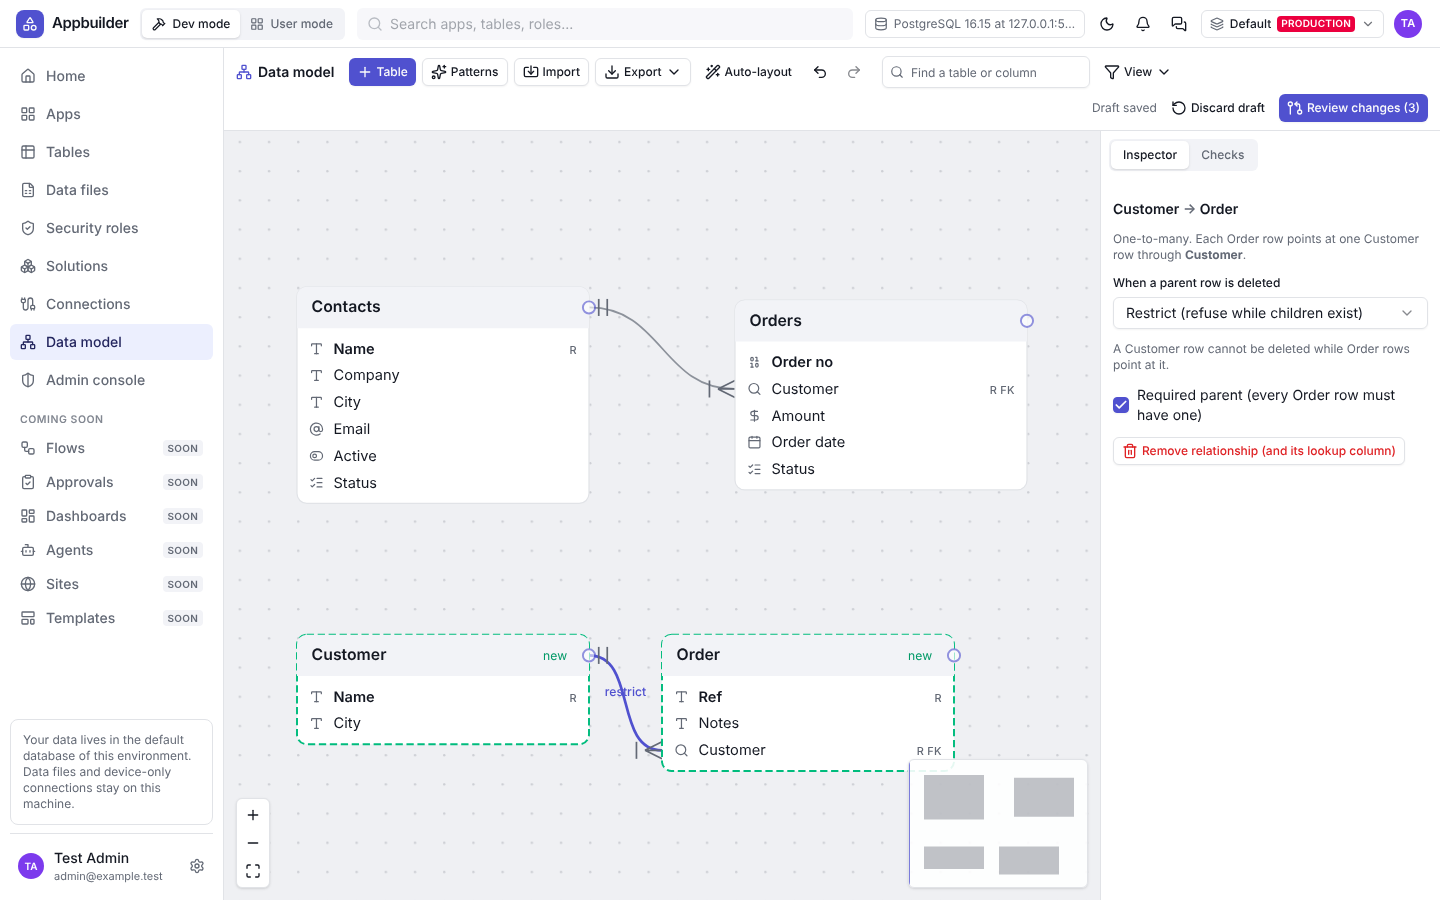 Appbuilder
Dev mode
User mode
Search apps, tables, roles...
PostgreSQL 16.15 at 127.0.0.1:5...
Default PRODUCTION
TA
Home
Apps
Tables
Data files
Security roles
Solutions
Connections
Data model
Admin console
COMING SOON
Flows SOON
Approvals SOON
Dashboards SOON
Agents SOON
Sites SOON
Templates SOON
Your data lives in the default
database of this environment.
Data files and device-only
connections stay on this
machine.
TA
Test Admin
admin@example.test
Data model
Table
Patterns
Import
Export
Auto-layout
Find a table or column
View
Draft saved
Discard draft
Review changes (3)
Contacts
Name R
Company
City
Email
Active
Status
Orders
Order no
Customer R FK
Amount
Order date
Status
Customer new
Name R
City
restrict
Order new
Ref R
Notes
Customer R FK
Inspector
Checks
Customer → Order
One-to-many. Each Order row points at one Customer
row through Customer.
When a parent row is deleted
Restrict (refuse while children exist)
A Customer row cannot be deleted while Order rows
point at it.
Required parent (every Order row must
have one)
Remove relationship (and its lookup column)